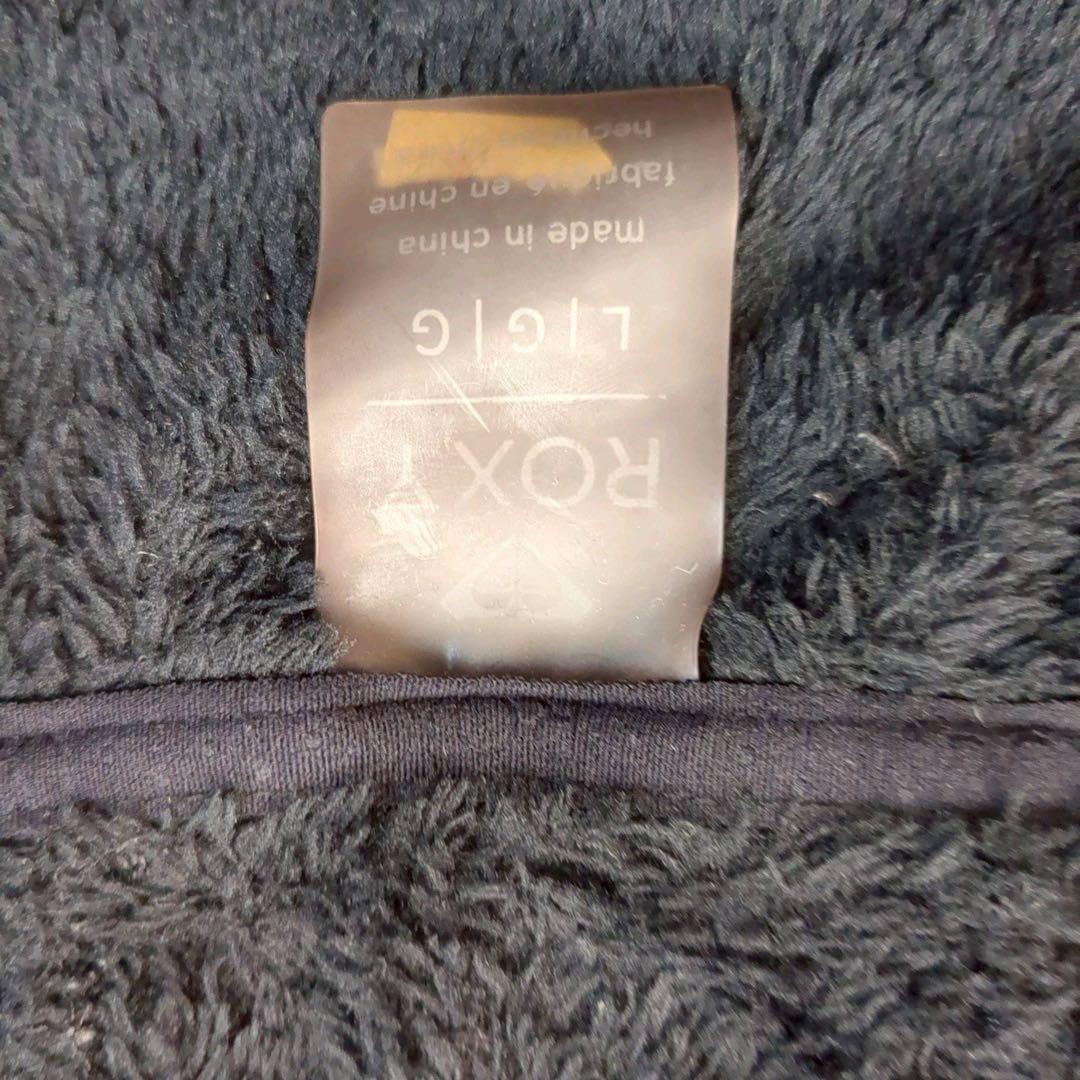 ROXY
L|G|G
made in china
fabriqué en chine